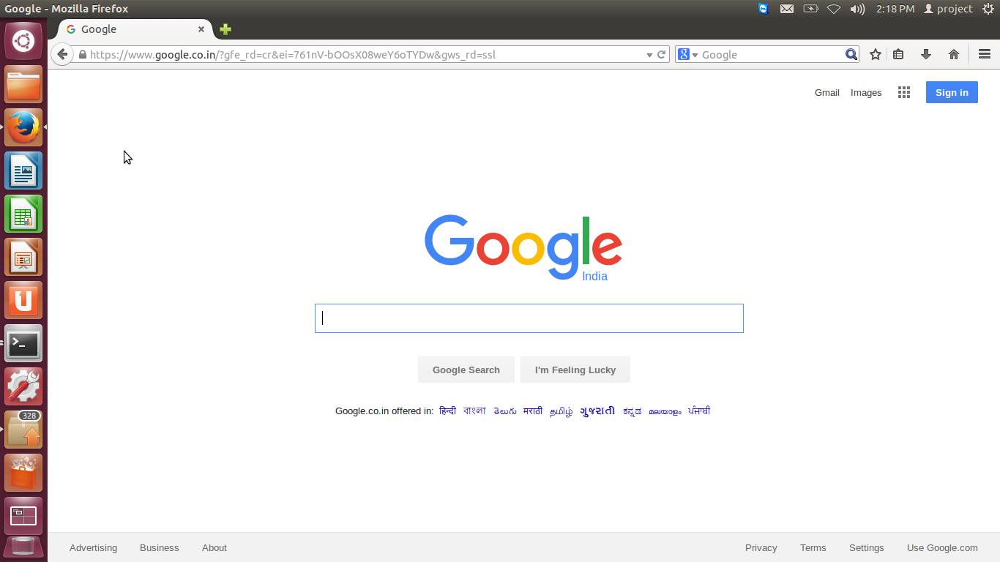 Google - Mozilla Firefox
2:18 PM project
Google
https://www.google.co.in/?gfe_rd=cr&ei=761nV-bOOsX08weY6oTYDw&gws_rd=ssl
Google
Gmail Images Sign in
Google
India
Google Search I'm Feeling Lucky
Google.co.in offered in: हिन्दी বাংলা తెలుగు मराठी தமிழ் ગુજરાતી ಕನ್ನಡ മലയാളം ਪੰਜਾਬੀ
328
Advertising Business About Privacy Terms Settings Use Google.com